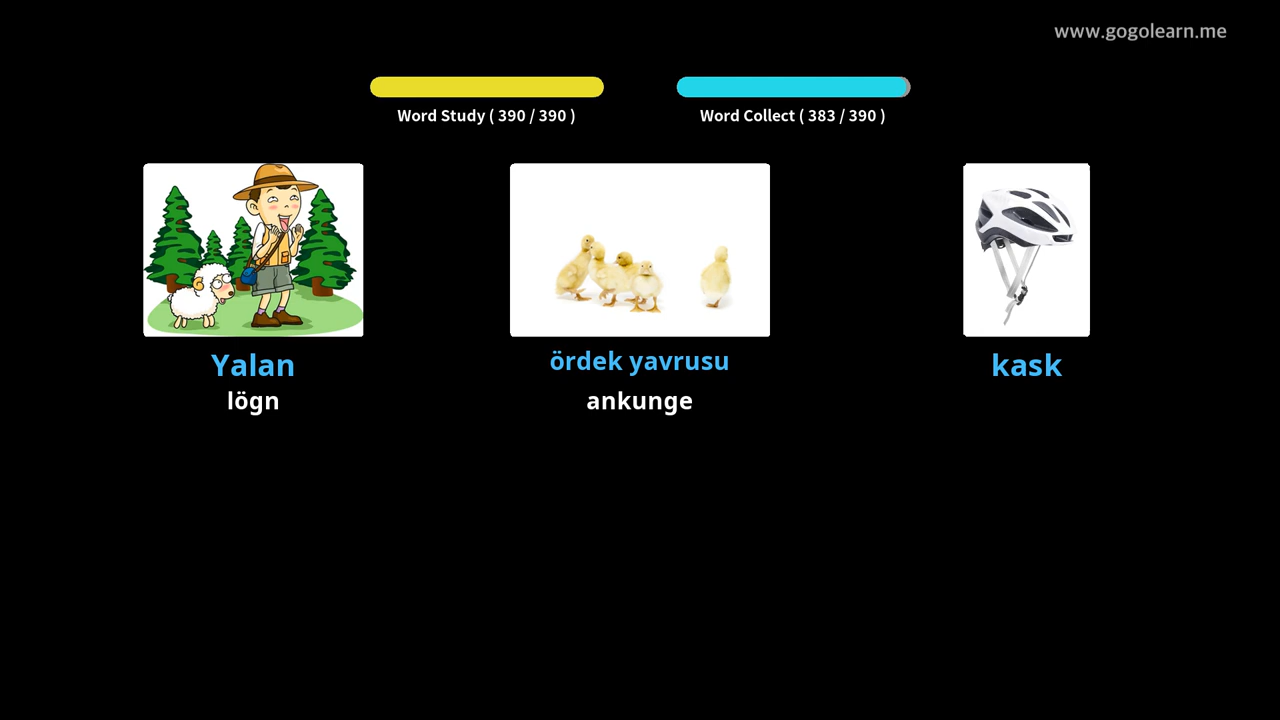 www.gogolearn.me
Word Study ( 390 / 390 )
Word Collect ( 383 / 390 )
Yalan
lögn
ördek yavrusu
ankunge
kask